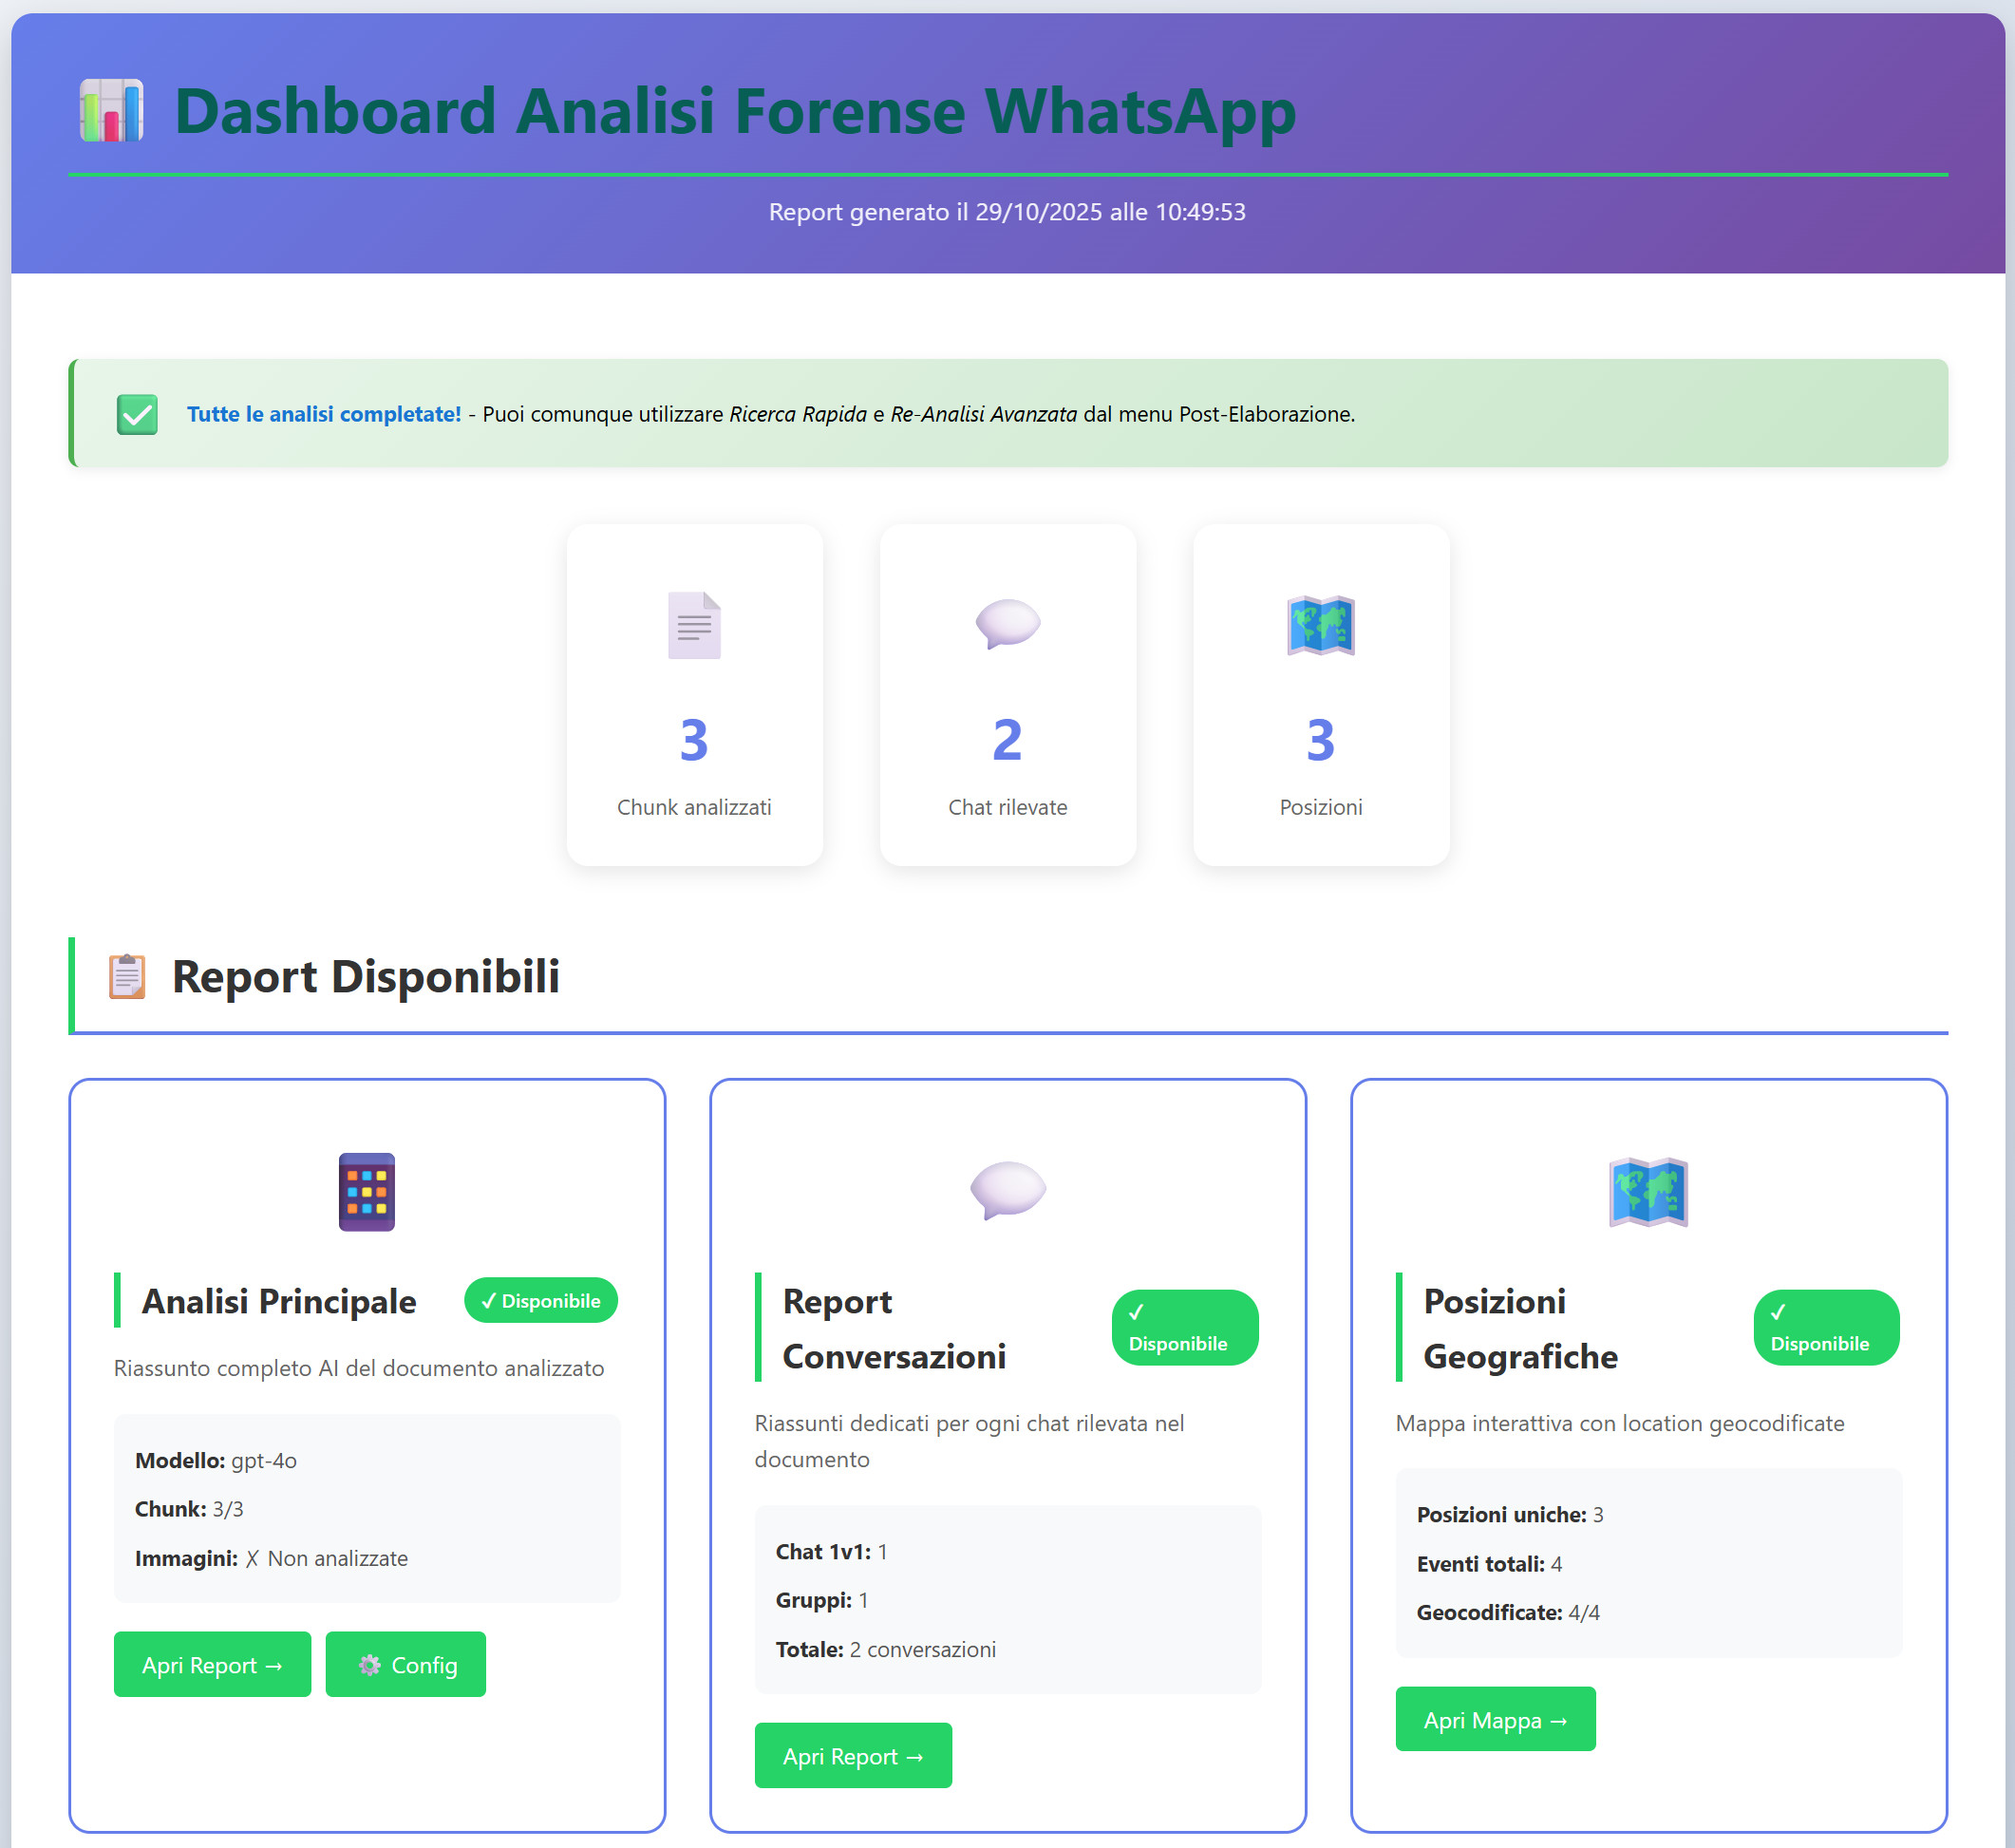 Dashboard Analisi Forense WhatsApp
Report generato il 29/10/2025 alle 10:49:53
Tutte le analisi completate! - Puoi comunque utilizzare Ricerca Rapida e Re-Analisi Avanzata dal menu Post-Elaborazione.
3
Chunk analizzati
2
Chat rilevate
3
Posizioni
Report Disponibili
Analisi Principale
✓ Disponibile
Riassunto completo AI del documento analizzato
Modello: gpt-4o
Chunk: 3/3
Immagini: ✗ Non analizzate
Apri Report →
Config
Report
Conversazioni
✓
Disponibile
Riassunti dedicati per ogni chat rilevata nel
documento
Chat 1v1: 1
Gruppi: 1
Totale: 2 conversazioni
Apri Report →
Posizioni
Geografiche
✓
Disponibile
Mappa interattiva con location geocodificate
Posizioni uniche: 3
Eventi totali: 4
Geocodificate: 4/4
Apri Mappa →